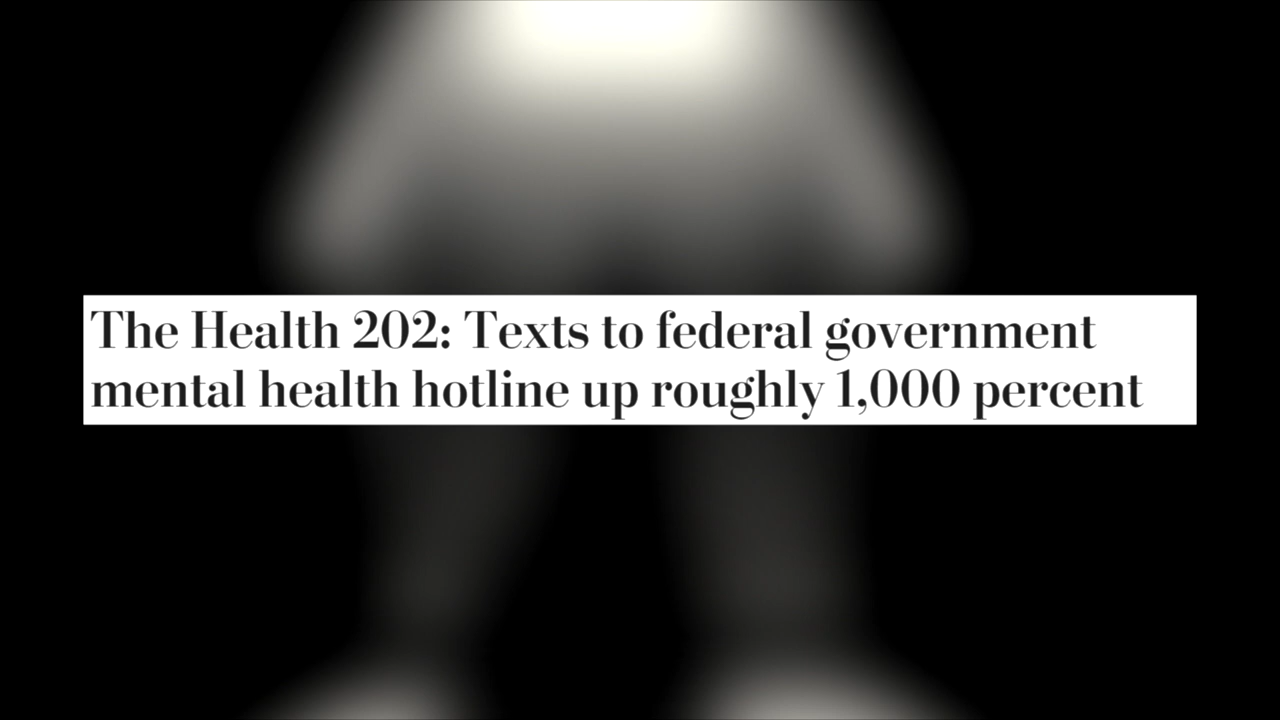 The Health 202: Texts to federal government
mental health hotline up roughly 1,000 percent